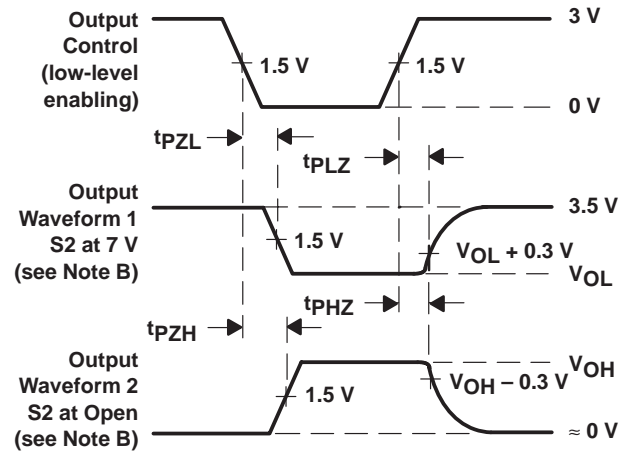 Output
Control
(low-level
enabling)
1.5 V
1.5 V
3 V
0 V
tPZL
tPLZ
Output
Waveform 1
S2 at 7 V
(see Note B)
1.5 V
3.5 V
VOL + 0.3 V
VOL
tPHZ
tPZH
Output
Waveform 2
S2 at Open
(see Note B)
1.5 V
VOH
VOH – 0.3 V
≈ 0 V